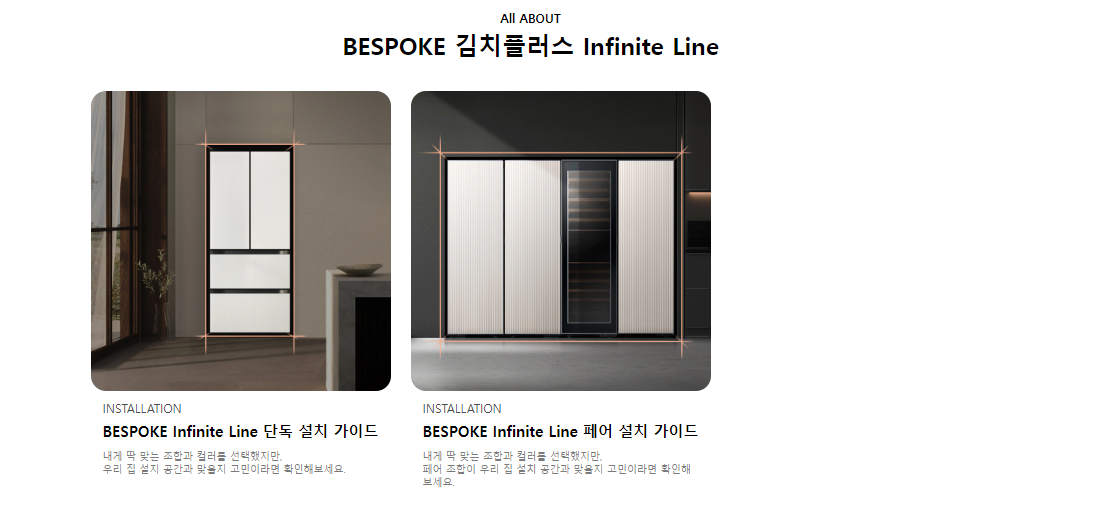 All ABOUT
BESPOKE 김치플러스 Infinite Line
INSTALLATION
BESPOKE Infinite Line 단독 설치 가이드
내게 딱 맞는 조합과 컬러를 선택했지만,
우리 집 설치 공간과 맞을지 고민이라면 확인해보세요.
INSTALLATION
BESPOKE Infinite Line 페어 설치 가이드
내게 딱 맞는 조합과 컬러를 선택했지만,
페어 조합이 우리 집 설치 공간과 맞을지 고민이라면 확인해
보세요.